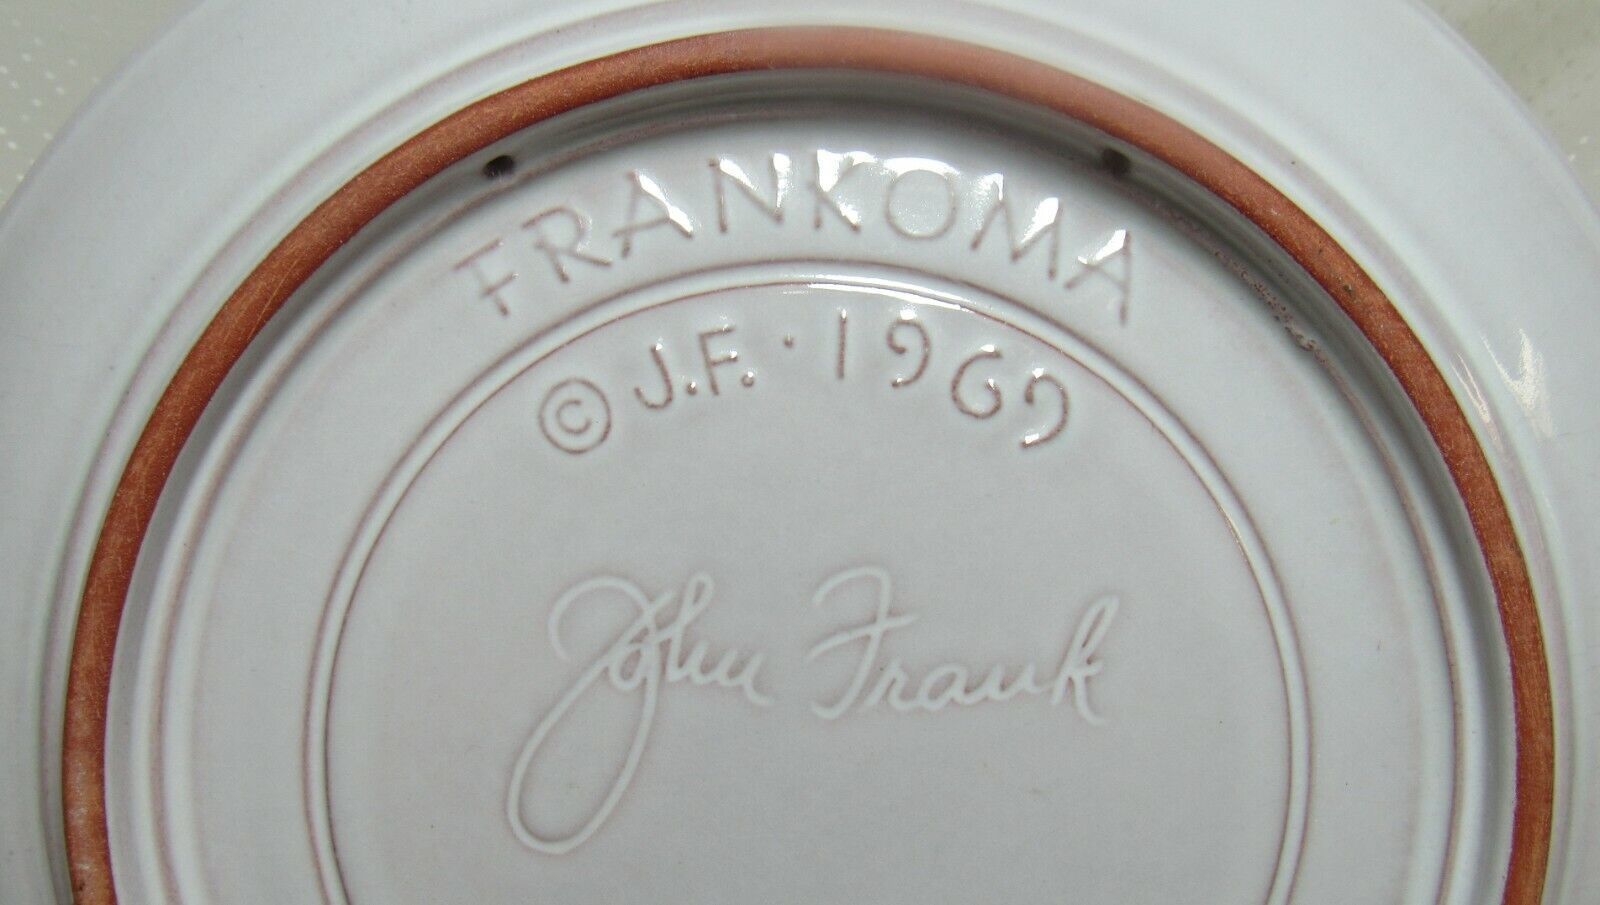 FRANKOMA
© J.F. · 1969
John Frank